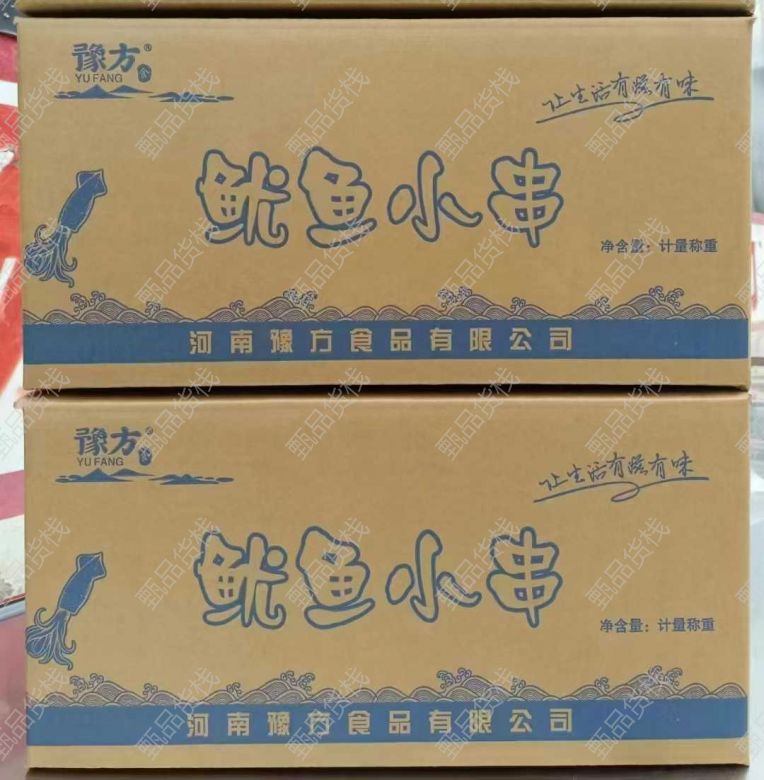 豫方®
YU FANG
让生活有滋有味
鱿鱼小串
净含量：计量称重
河南豫方食品有限公司
豫方®
YU FANG
让生活有滋有味
鱿鱼小串
净含量：计量称重
河南豫方食品有限公司
甄品货栈